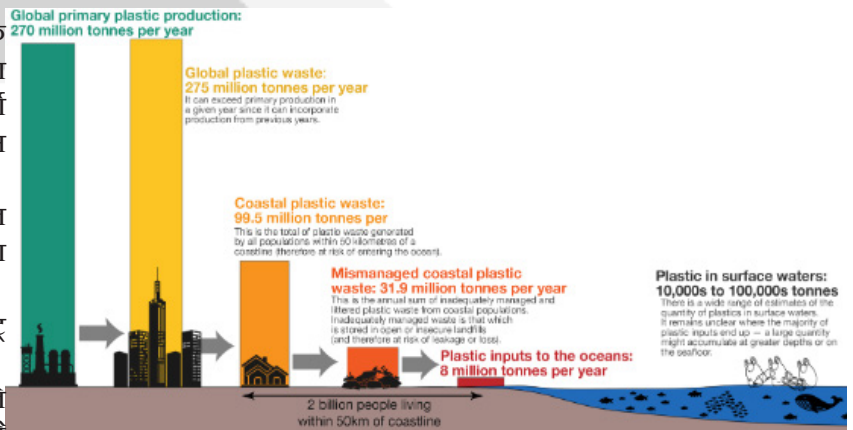 Global primary plastic production:
270 million tonnes per year
Global plastic waste:
275 million tonnes per year
It can exceed primary production in
a given year since it can incorporate
production from previous years.
Coastal plastic waste:
99.5 million tonnes per
This is the total of plastic waste generated
by all populations within 50 kilometres of a
coastline (therefore at risk of entering the ocean).
Mismanaged coastal plastic
waste: 31.9 million tonnes per year
This is the annual sum of inadequately managed and
littered plastic waste from coastal populations.
Inadequately managed waste is that which
is stored in open or insecure landfills
(and therefore at risk of leakage or loss).
Plastic inputs to the oceans:
8 million tonnes per year
Plastic in surface waters:
10,000s to 100,000s tonnes
There is a wide range of estimates of the
quantity of plastics in surface waters.
It remains unclear where the majority of
plastic inputs end up — a large quantity
might accumulate at greater depths or on
the seafloor.
2 billion people living
within 50km of coastline